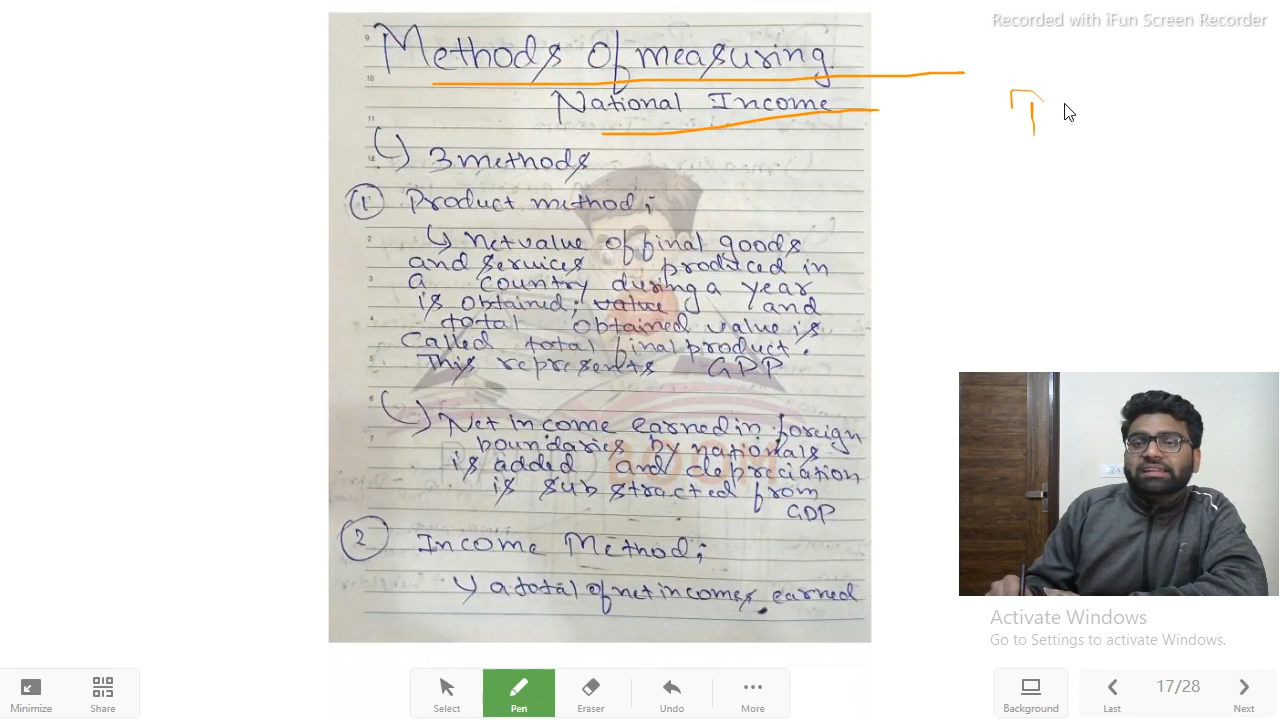 Recorded with iFun Screen Recorder
Methods of measuring
National Income
3 methods
① Product method;
Net value of final goods
and services produced in
a country during a year
is obtained; value and
total obtained value is
called total final product.
This represents GDP
Net income earned in foreign
boundaries by nationals
is added and depreciation
is substracted from
GDP
② Income Method;
a total of net incomes earned
Activate Windows
Go to Settings to activate Windows.
Minimize
Share
Select
Pen
Eraser
Undo
More
Background
Last
17/28
Next